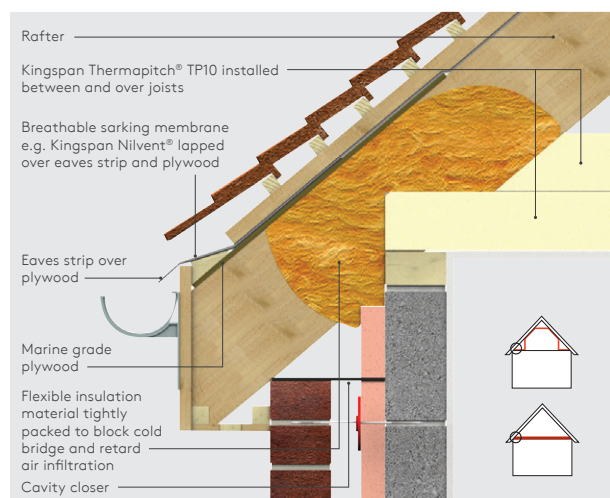 Rafter
Kingspan Thermapitch® TP10 installed
between and over joists
Breathable sarking membrane
e.g. Kingspan Nilvent® lapped
over eaves strip and plywood
Eaves strip over
plywood
Marine grade
plywood
Flexible insulation
material tightly
packed to block cold
bridge and retard
air infiltration
Cavity closer